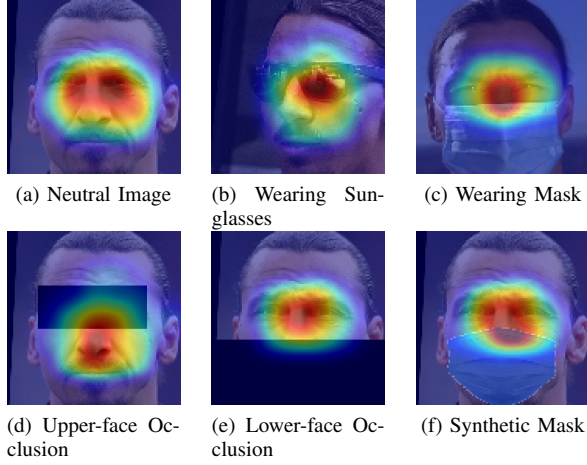 (a) Neutral Image
(b) Wearing Sun-
glasses
(c) Wearing Mask
(d) Upper-face Oc-
clusion
(e) Lower-face Oc-
clusion
(f) Synthetic Mask